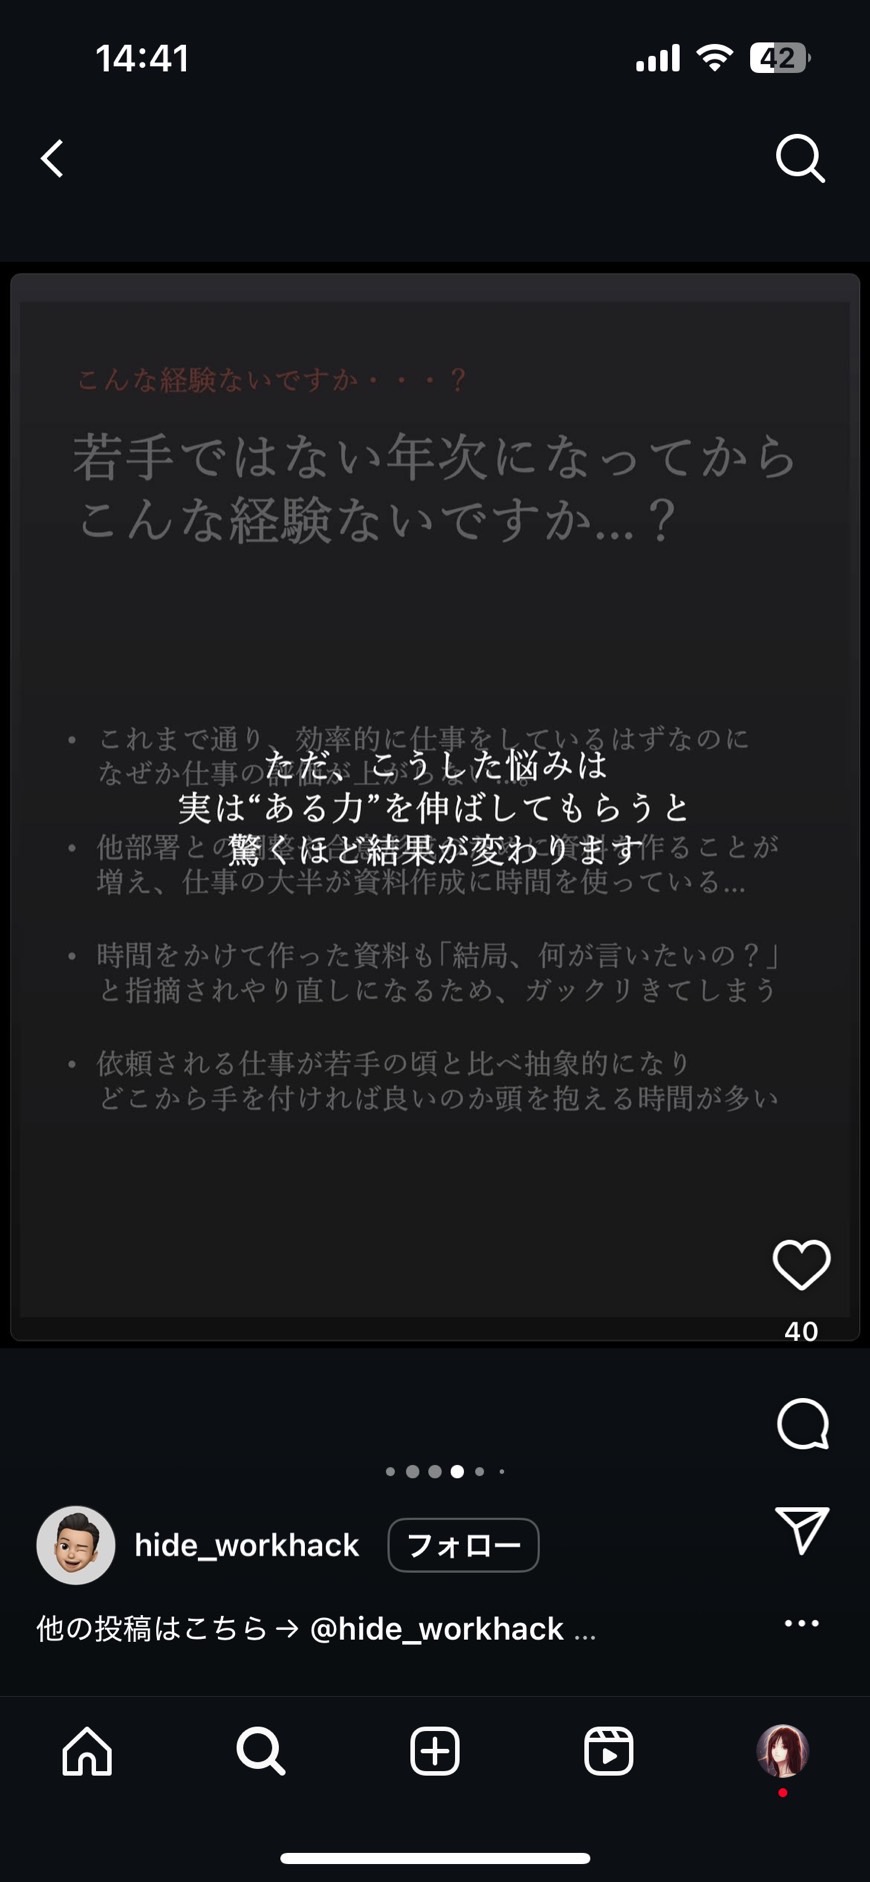 14:41
42
こんな経験ないですか・・・？
若手ではない年次になってから
こんな経験ないですか...？
• これまで通り、効率的に仕事をしているはずなのに
なぜか仕事の評価が上がらない...。
ただ、こうした悩みは
実は“ある力”を伸ばしてもらうと
驚くほど結果が変わります
• 他部署との 資料を作ることが
増え、仕事の大半が資料作成に時間を使っている...
• 時間をかけて作った資料も「結局、何が言いたいの？」
と指摘されやり直しになるため、ガックリきてしまう
• 依頼される仕事が若手の頃と比べ抽象的になり
どこから手を付ければ良いのか頭を抱える時間が多い
40
hide_workhack
フォロー
他の投稿はこちら→ @hide_workhack ...